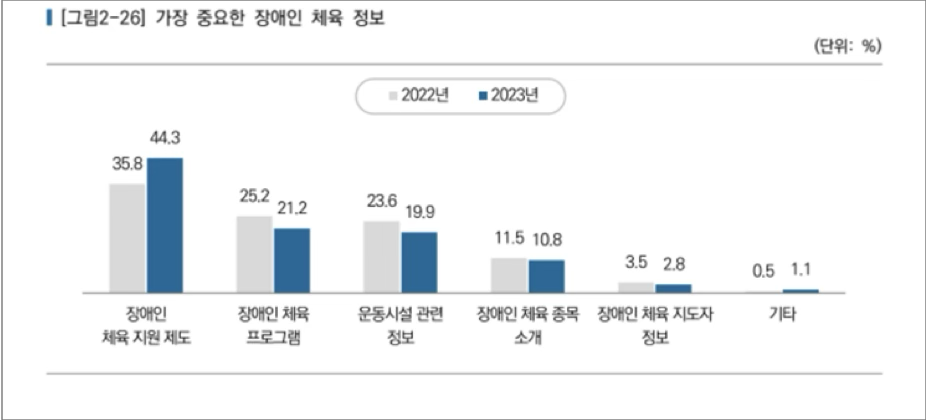 [그림2-26] 가장 중요한 장애인 체육 정보
(단위: %)
2022년 2023년
35.8 44.3 25.2 21.2 23.6 19.9 11.5 10.8 3.5 2.8 0.5 1.1
장애인 장애인 체육 운동시설 관련 장애인 체육 종목 장애인 체육 지도자 기타
체육 지원 제도 프로그램 정보 소개 정보